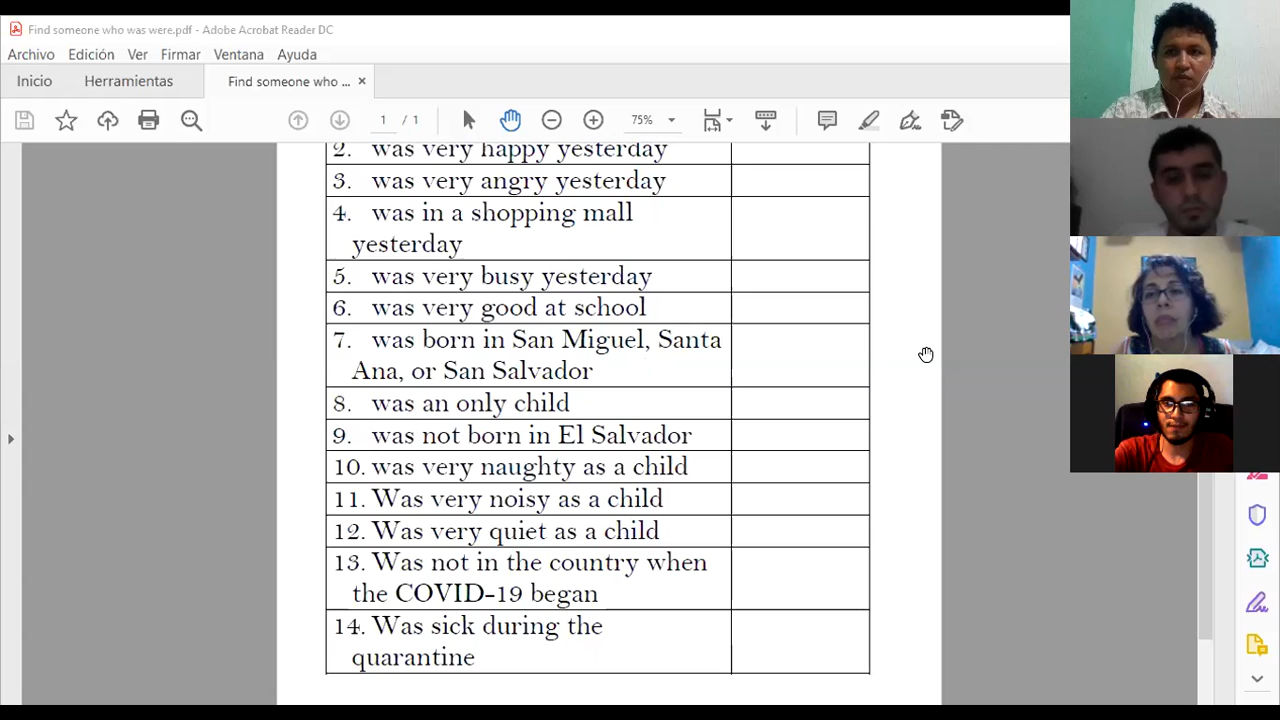 Find someone who was were.pdf - Adobe Acrobat Reader DC
Archivo Edición Ver Firmar Ventana Ayuda
Inicio Herramientas Find someone who ... ×
1 / 1 75%
2. was very happy yesterday
3. was very angry yesterday
4. was in a shopping mall
yesterday
5. was very busy yesterday
6. was very good at school
7. was born in San Miguel, Santa
Ana, or San Salvador
8. was an only child
9. was not born in El Salvador
10. was very naughty as a child
11. Was very noisy as a child
12. Was very quiet as a child
13. Was not in the country when
the COVID-19 began
14. Was sick during the
quarantine